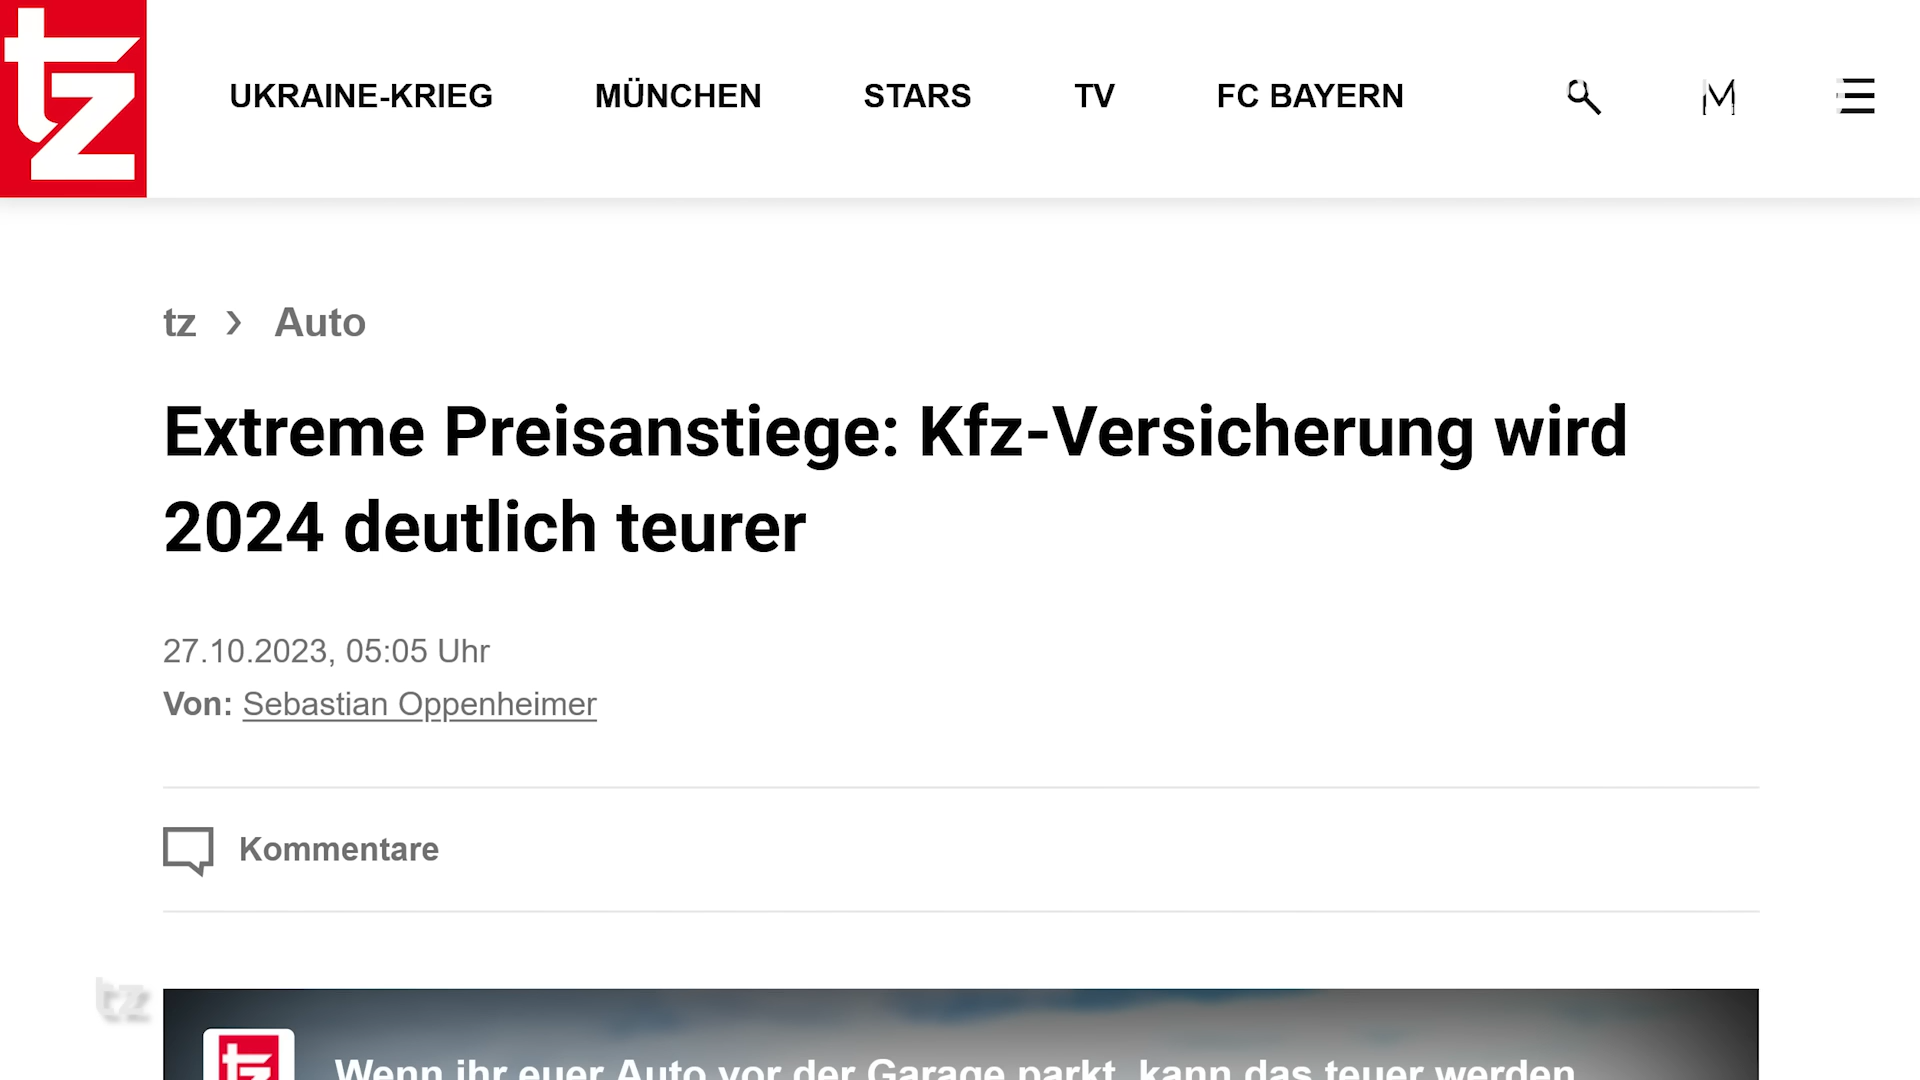 tz
UKRAINE-KRIEG MÜNCHEN STARS TV FC BAYERN
tz › Auto
Extreme Preisanstiege: Kfz-Versicherung wird
2024 deutlich teurer
27.10.2023, 05:05 Uhr
Von: Sebastian Oppenheimer
Kommentare
tz
tz
Wenn ihr euer Auto vor der Garage parkt, kann das teuer werden